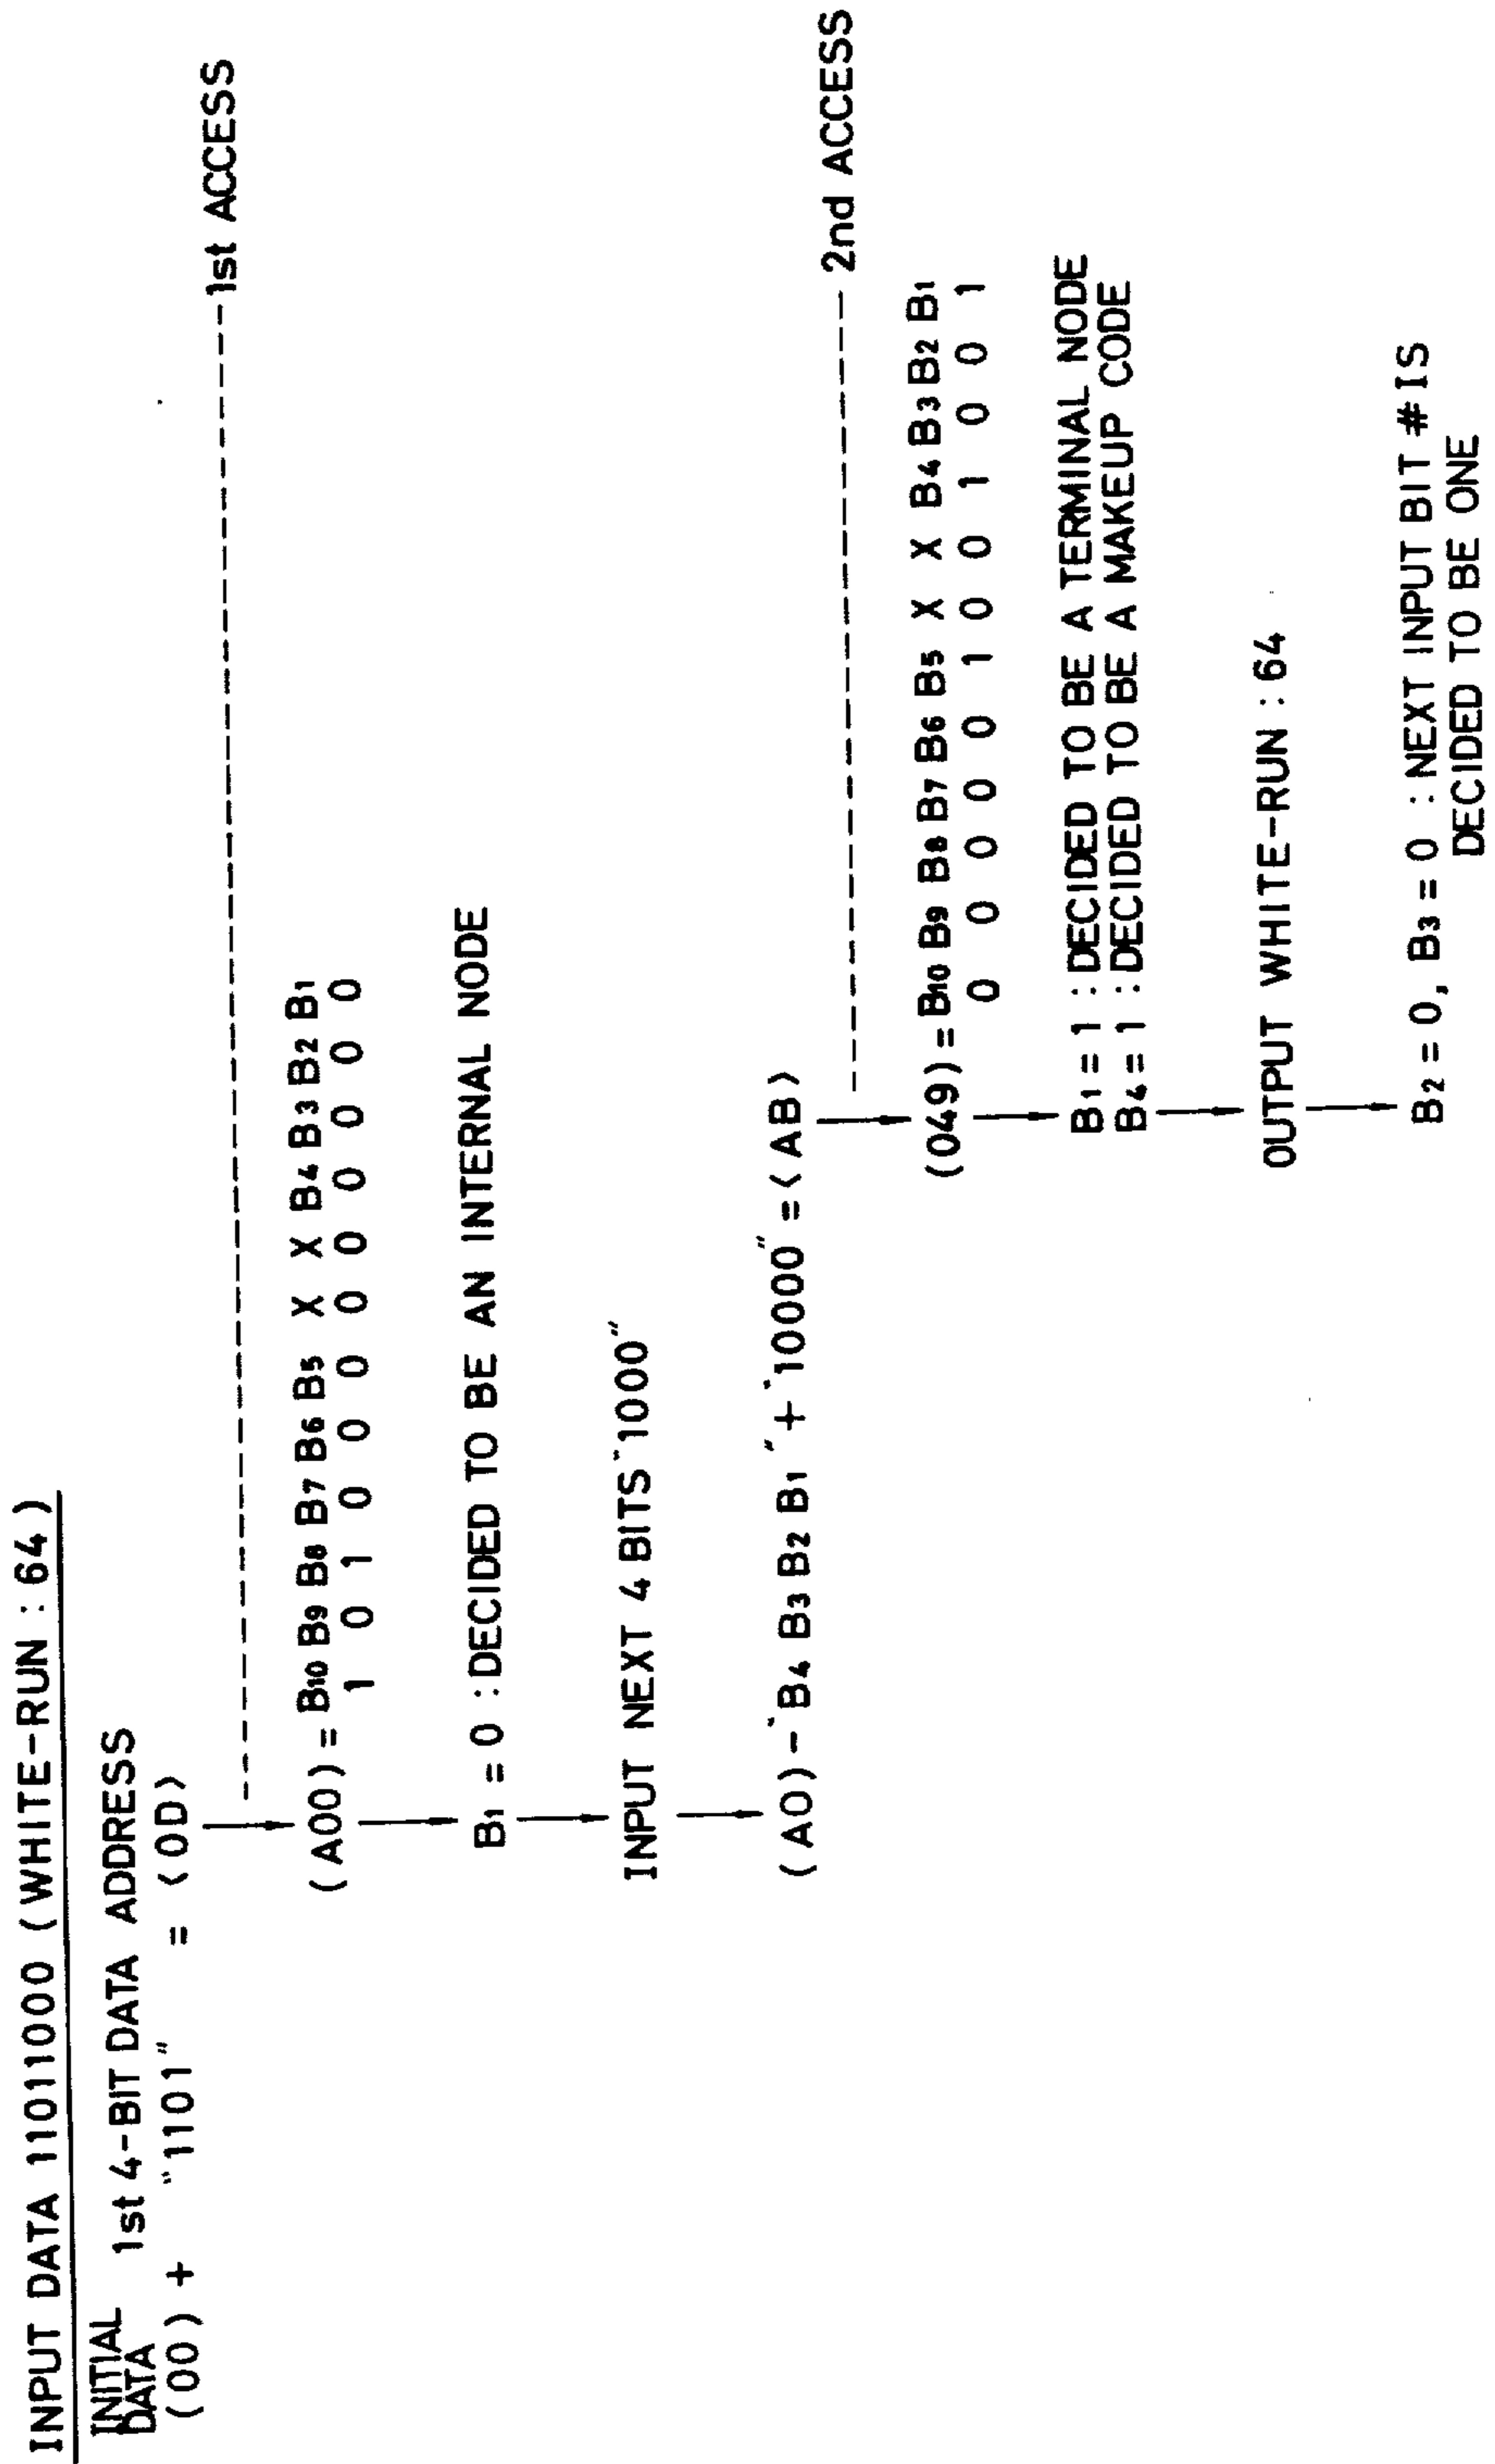 INPUT DATA 11011000 (WHITE-RUN : 64)
INITIAL DATA 1st 4-BIT DATA ADDRESS
(00) + "1101" = <0D>
1st ACCESS
(A00) = B10 B9 B8 B7 B6 B5 X X B4 B3 B2 B1
1 0 1 0 0 0 0 0 0 0 0 0
B1 = 0 : DECIDED TO BE AN INTERNAL NODE
INPUT NEXT 4 BITS "1000"
(A0) - "B4 B3 B2 B1" + "10000" = <AB>
2nd ACCESS
(049) = B10 B9 B8 B7 B6 B5 X X B4 B3 B2 B1
0 0 0 0 0 1 0 0 1 0 0 1
B1 = 1 : DECIDED TO BE A TERMINAL NODE
B4 = 1 : DECIDED TO BE A MAKEUP CODE
OUTPUT WHITE-RUN : 64
B2 = 0, B3 = 0 : NEXT INPUT BIT # IS
DECIDED TO BE ONE